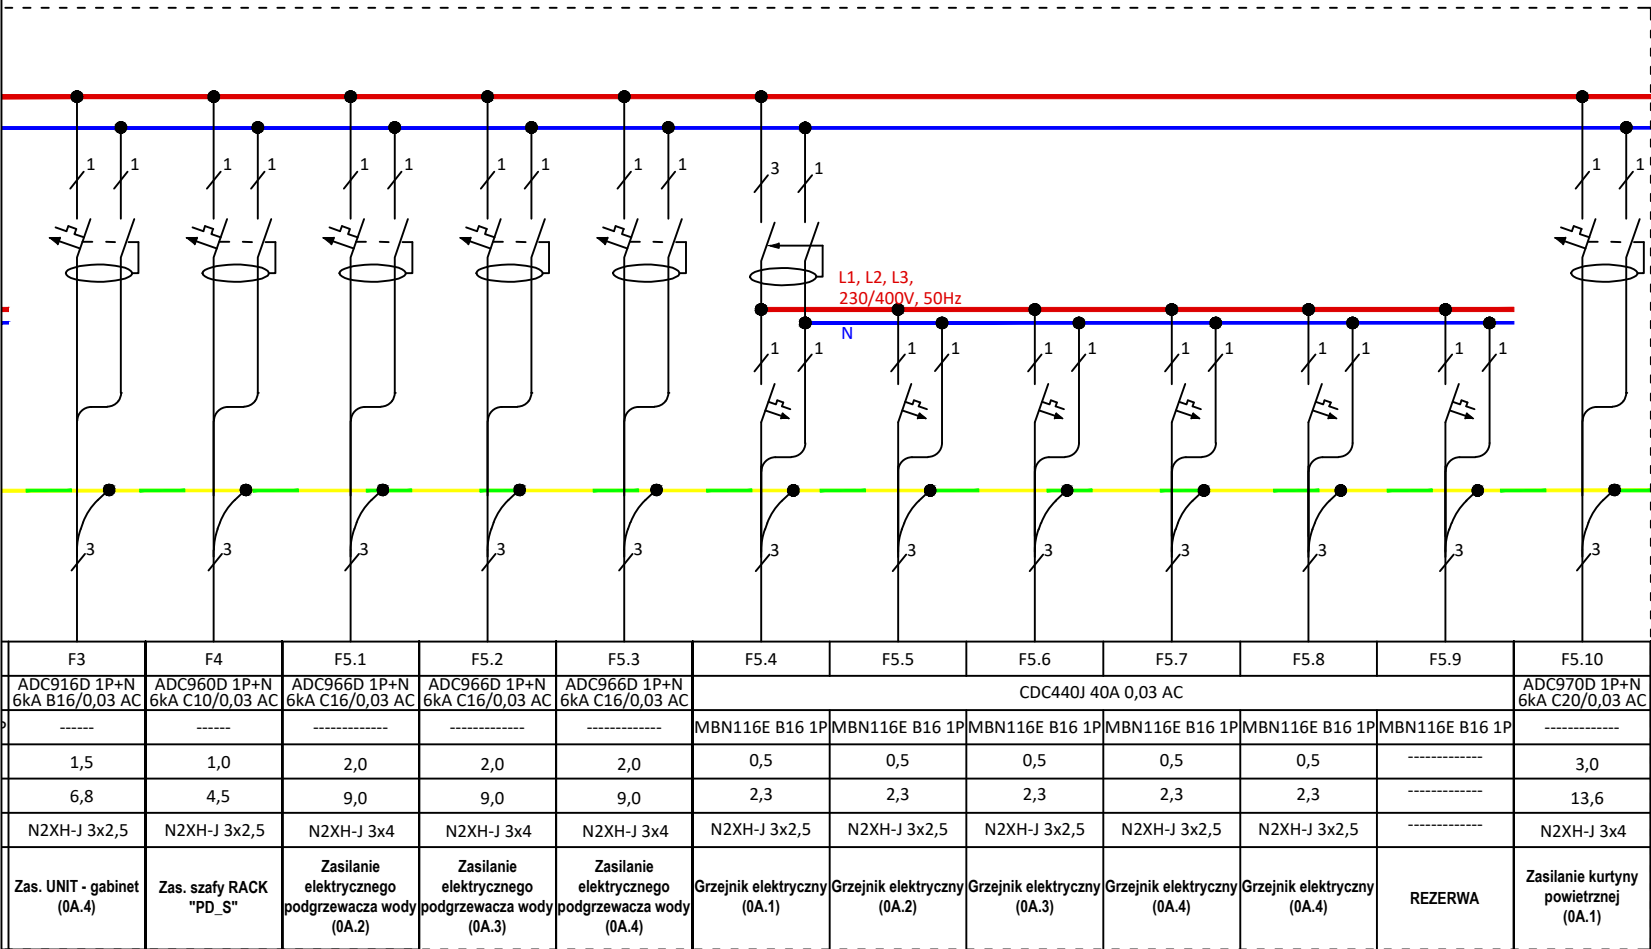 1 1 1 1 1 1 1 1 1 1 3 1 1 1
L1, L2, L3,
230/400V, 50Hz
N
1 1 1 1 1 1 1 1 1 1 1 1
3 3 3 3 3 3 3 3 3 3 3 3
F3 F4 F5.1 F5.2 F5.3 F5.4 F5.5 F5.6 F5.7 F5.8 F5.9 F5.10
ADC916D 1P+N ADC960D 1P+N ADC966D 1P+N ADC966D 1P+N ADC966D 1P+N CDC440J 40A 0,03 AC ADC970D 1P+N
6kA B16/0,03 AC 6kA C10/0,03 AC 6kA C16/0,03 AC 6kA C16/0,03 AC 6kA C16/0,03 AC 6kA C20/0,03 AC
------ ------ ------------- ------------- ------------- MBN116E B16 1P MBN116E B16 1P MBN116E B16 1P MBN116E B16 1P MBN116E B16 1P MBN116E B16 1P -------------
1,5 1,0 2,0 2,0 2,0 0,5 0,5 0,5 0,5 0,5 ------------- 3,0
6,8 4,5 9,0 9,0 9,0 2,3 2,3 2,3 2,3 2,3 ------------- 13,6
N2XH-J 3x2,5 N2XH-J 3x2,5 N2XH-J 3x4 N2XH-J 3x4 N2XH-J 3x4 N2XH-J 3x2,5 N2XH-J 3x2,5 N2XH-J 3x2,5 N2XH-J 3x2,5 N2XH-J 3x2,5 ------------- N2XH-J 3x4
Zas. UNIT - gabinet
(0A.4)
Zas. szafy RACK
"PD_S"
Zasilanie
elektrycznego
podgrzewacza wody
(0A.2)
Zasilanie
elektrycznego
podgrzewacza wody
(0A.3)
Zasilanie
elektrycznego
podgrzewacza wody
(0A.4)
Grzejnik elektryczny
(0A.1)
Grzejnik elektryczny
(0A.2)
Grzejnik elektryczny
(0A.3)
Grzejnik elektryczny
(0A.4)
Grzejnik elektryczny
(0A.4)
REZERWA
Zasilanie kurtyny
powietrznej
(0A.1)